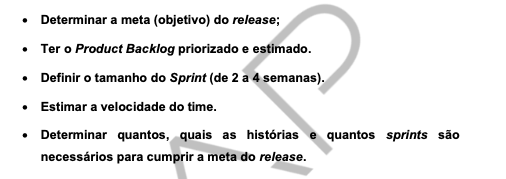 • Determinar a meta (objetivo) do release;
• Ter o Product Backlog priorizado e estimado.
• Definir o tamanho do Sprint (de 2 a 4 semanas).
• Estimar a velocidade do time.
• Determinar quantos, quais as histórias e quantos sprints são
necessários para cumprir a meta do release.